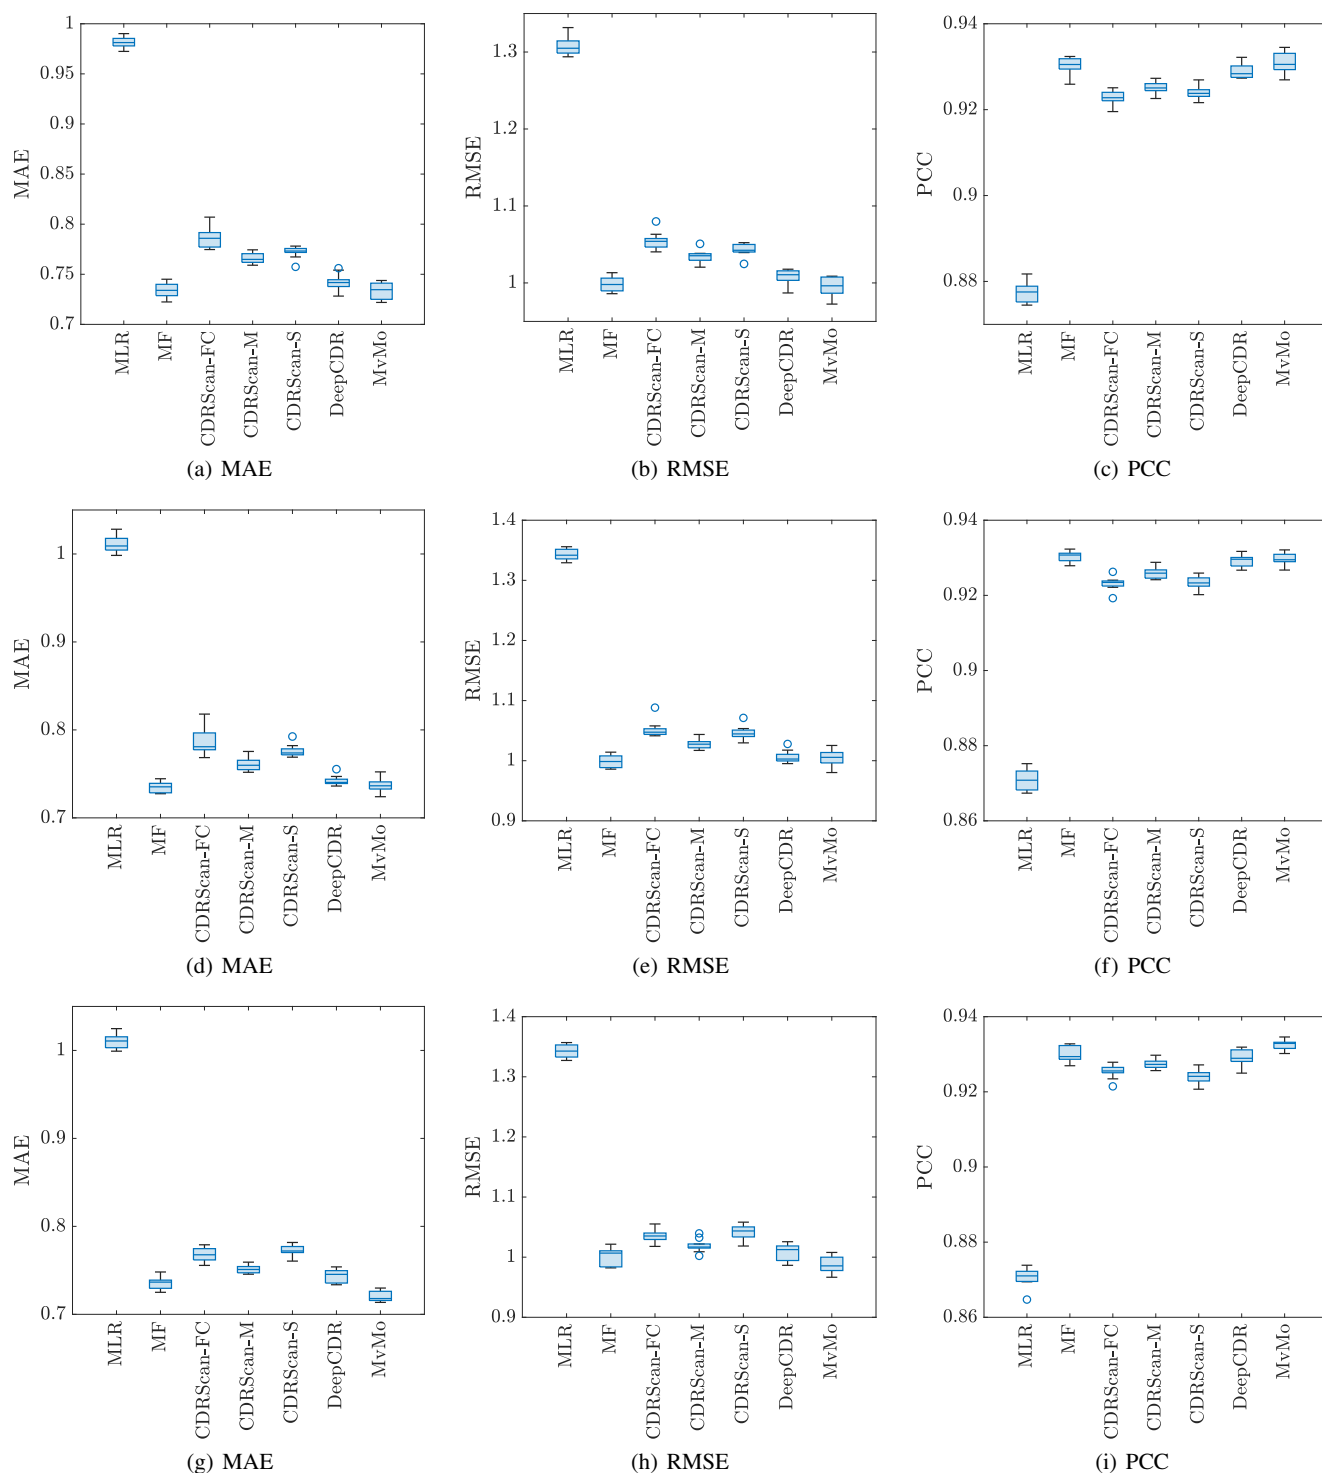 1
0.95
0.9
0.85
0.8
0.75
0.7
MAE
MLR
MF
CDRScan-FC
CDRScan-M
CDRScan-S
DeepCDR
MvMo
(a) MAE
1.3
1.2
1.1
1
RMSE
MLR
MF
CDRScan-FC
CDRScan-M
CDRScan-S
DeepCDR
MvMo
(b) RMSE
0.94
0.92
0.9
0.88
PCC
MLR
MF
CDRScan-FC
CDRScan-M
CDRScan-S
DeepCDR
MvMo
(c) PCC
1
0.9
0.8
0.7
MAE
MLR
MF
CDRScan-FC
CDRScan-M
CDRScan-S
DeepCDR
MvMo
(d) MAE
1.4
1.3
1.2
1.1
1
0.9
RMSE
MLR
MF
CDRScan-FC
CDRScan-M
CDRScan-S
DeepCDR
MvMo
(e) RMSE
0.94
0.92
0.9
0.88
0.86
PCC
MLR
MF
CDRScan-FC
CDRScan-M
CDRScan-S
DeepCDR
MvMo
(f) PCC
1
0.9
0.8
0.7
MAE
MLR
MF
CDRScan-FC
CDRScan-M
CDRScan-S
DeepCDR
MvMo
(g) MAE
1.4
1.3
1.2
1.1
1
0.9
RMSE
MLR
MF
CDRScan-FC
CDRScan-M
CDRScan-S
DeepCDR
MvMo
(h) RMSE
0.94
0.92
0.9
0.88
0.86
PCC
MLR
MF
CDRScan-FC
CDRScan-M
CDRScan-S
DeepCDR
MvMo
(i) PCC